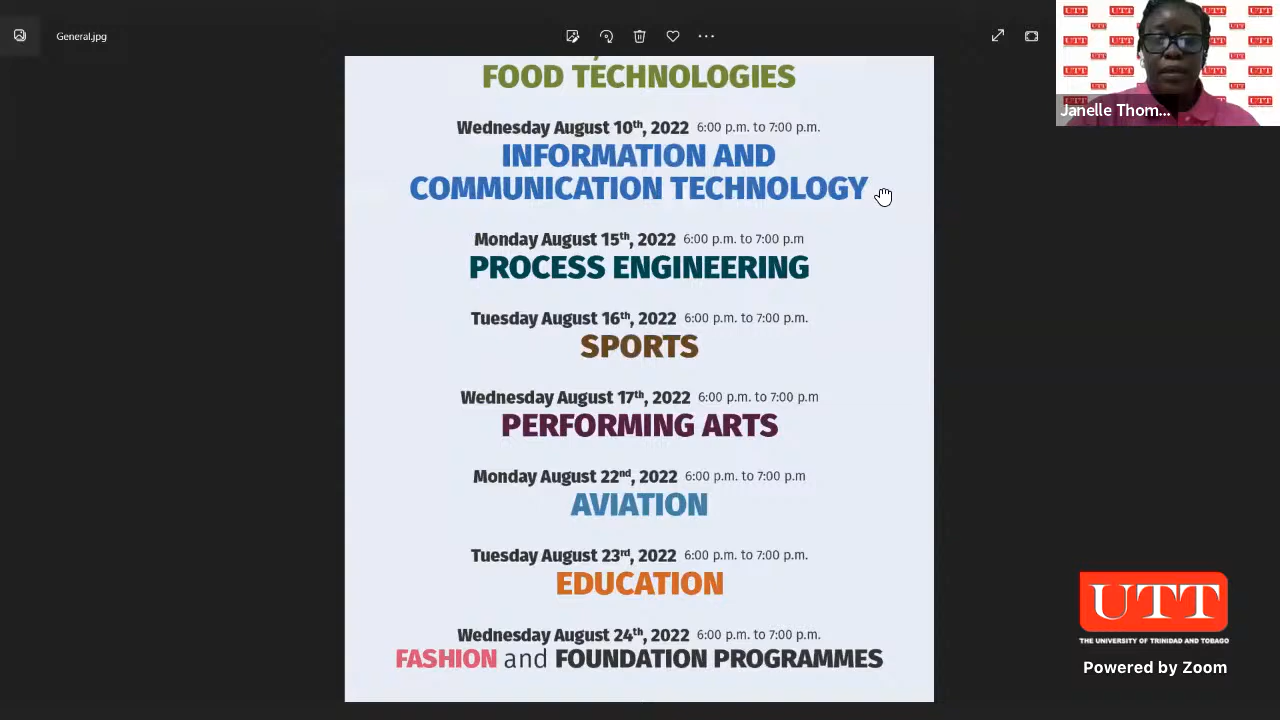 General.jpg
FOOD TECHNOLOGIES
Wednesday August 10th, 2022 6:00 p.m. to 7:00 p.m.
INFORMATION AND
COMMUNICATION TECHNOLOGY
Monday August 15th, 2022 6:00 p.m. to 7:00 p.m
PROCESS ENGINEERING
Tuesday August 16th, 2022 6:00 p.m. to 7:00 p.m.
SPORTS
Wednesday August 17th, 2022 6:00 p.m. to 7:00 p.m
PERFORMING ARTS
Monday August 22nd, 2022 6:00 p.m. to 7:00 p.m
AVIATION
Tuesday August 23rd, 2022 6:00 p.m. to 7:00 p.m.
EDUCATION
Wednesday August 24th, 2022 6:00 p.m. to 7:00 p.m.
FASHION and FOUNDATION PROGRAMMES
UTT UTT UTT
Janelle Thom...
UTT
THE UNIVERSITY OF TRINIDAD AND TOBAGO
Powered by Zoom